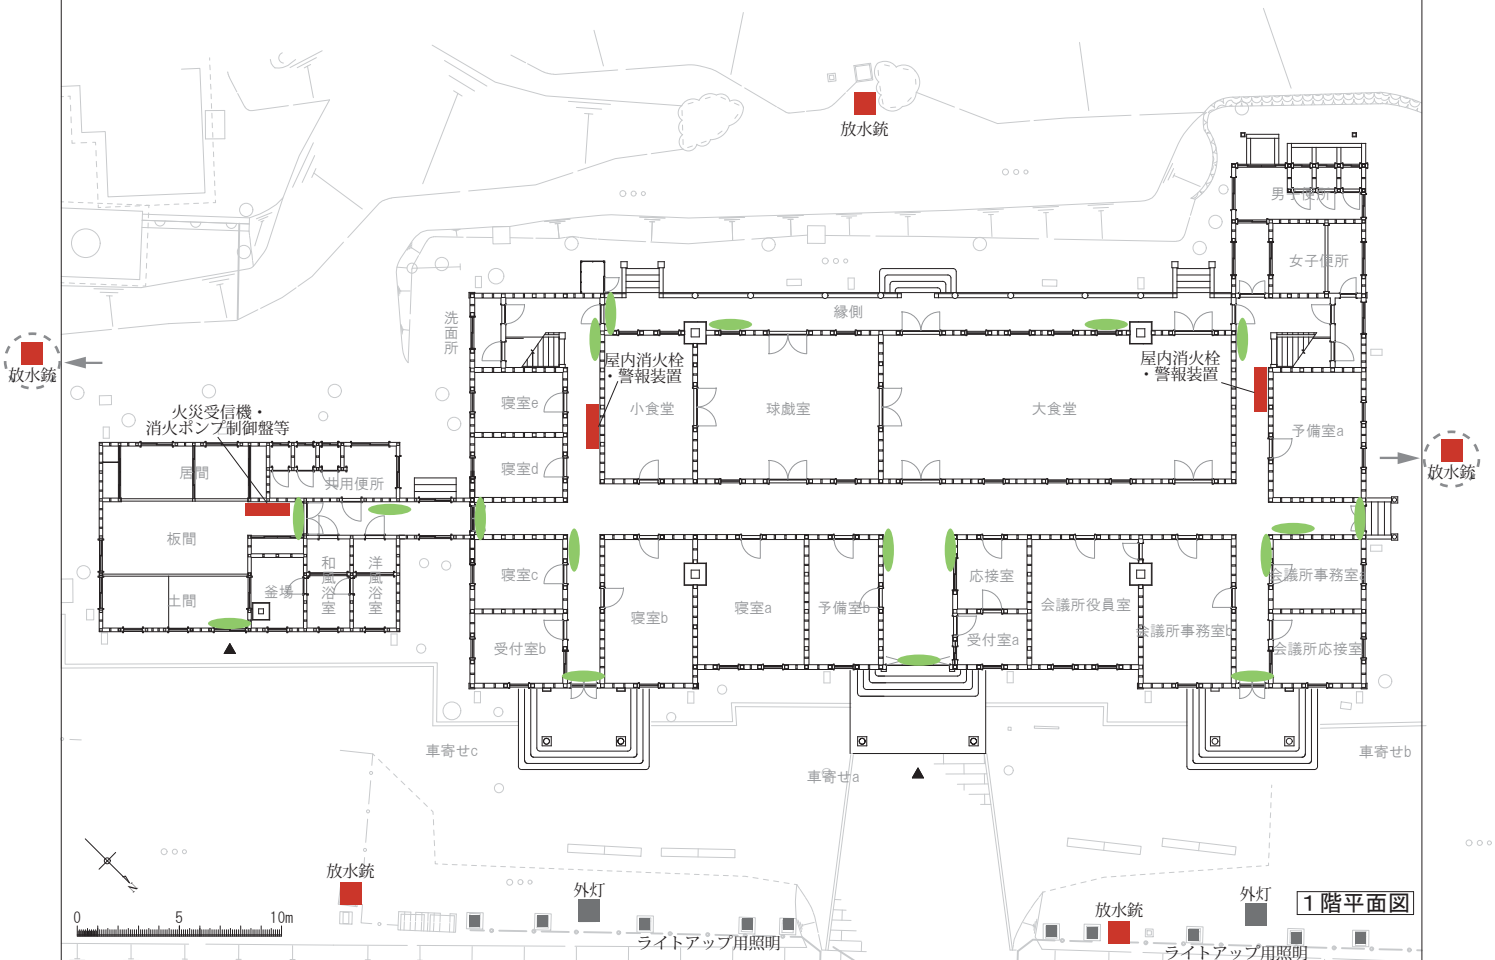 放水銃
男子便所
女子便所
縁側
洗面所
放水銃
屋内消火栓
・警報装置
屋内消火栓
・警報装置
寝室e
小食堂
球戯室
大食堂
予備室a
火災受信機・
消火ポンプ制御盤等
寝室d
放水銃
居間
共用便所
板間
和風浴室
洋風浴室
釜場
土間
寝室c
寝室b
寝室a
予備室b
応接室
会議所役員室
会議所事務室a
受付室b
受付室a
会議所事務室b
会議所応接室
車寄せc
車寄せa
車寄せb
N
放水銃
外灯
放水銃
外灯
1階平面図
0 5 10m
ライトアップ用照明
ライトアップ用照明